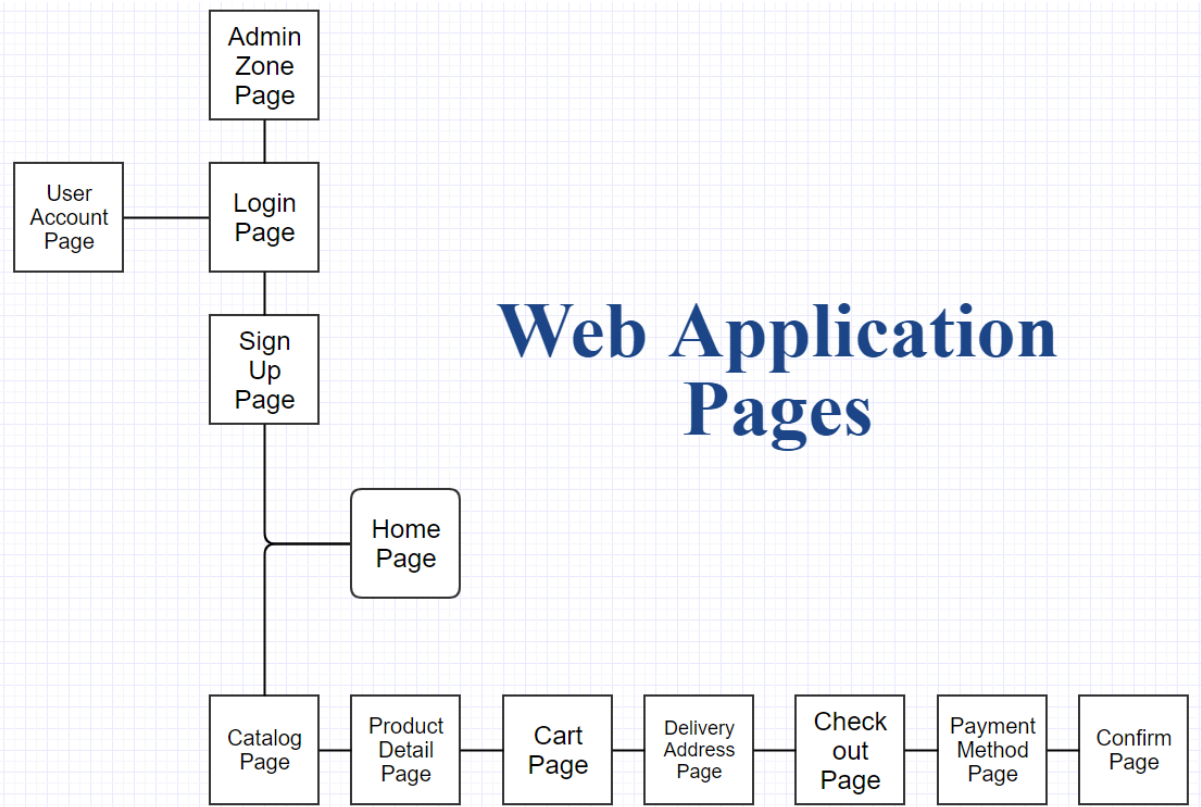 Admin
Zone
Page
User
Account
Page
Login
Page
Sign
Up
Page
Web Application
Pages
Home
Page
Catalog
Page
Product
Detail
Page
Cart
Page
Delivery
Address
Page
Check
out
Page
Payment
Method
Page
Confirm
Page